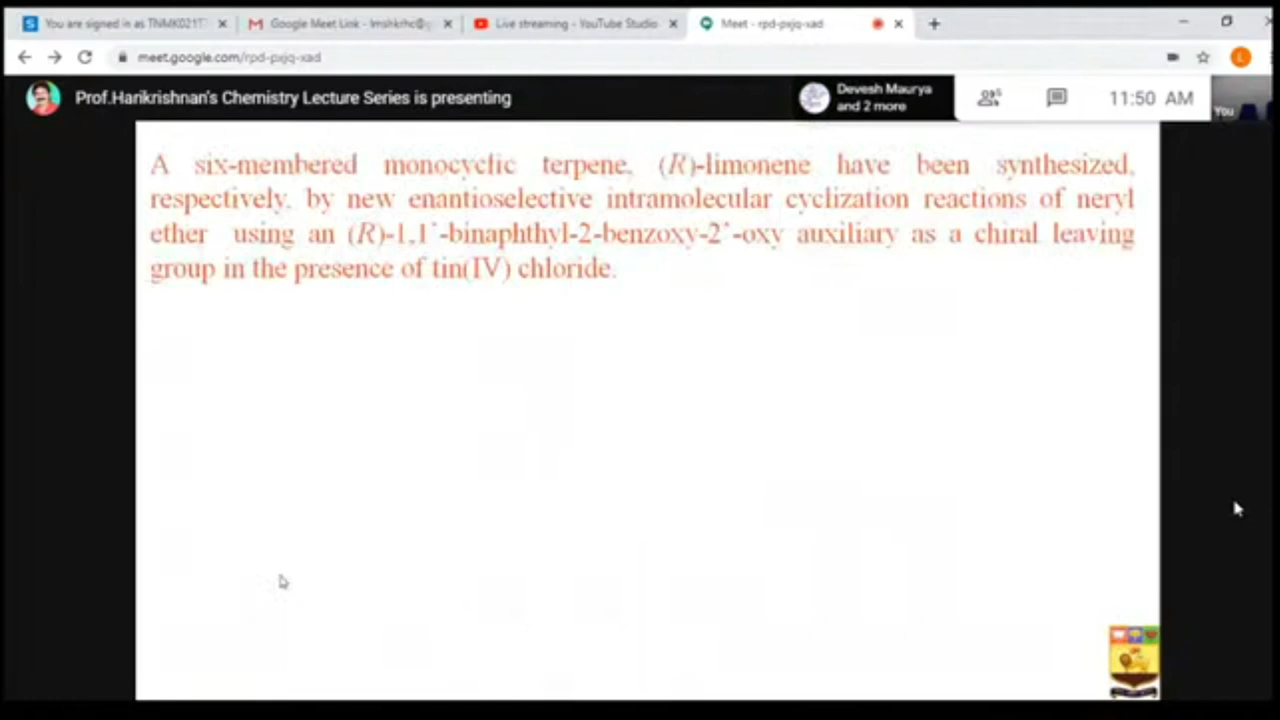 You are signed in as TNMK021T
Google Meet Link - lmshkrhc@g
Live streaming - YouTube Studio
Meet - rpd-pxjq-xad
meet.google.com/rpd-pxjq-xad
L
Prof.Harikrishnan's Chemistry Lecture Series is presenting
Devesh Maurya
and 2 more
11:50 AM
You
A six-membered monocyclic terpene, (R)-limonene have been synthesized,
respectively, by new enantioselective intramolecular cyclization reactions of neryl
ether using an (R)-1,1'-binaphthyl-2-benzoxy-2'-oxy auxiliary as a chiral leaving
group in the presence of tin(IV) chloride.